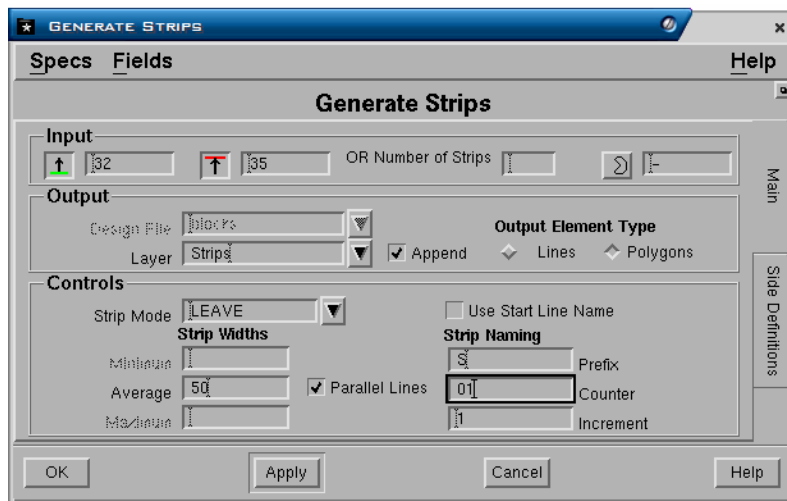 GENERATE STRIPS
Specs Fields Help
Generate Strips
Input
32 35 OR Number of Strips -
Output
Design File blocks Output Element Type
Layer Strips Append Lines Polygons
Controls
Strip Mode LEAVE Use Start Line Name
Strip Widths Strip Naming
Minimum S Prefix
Average 50 Parallel Lines 01 Counter
Maximum 1 Increment
OK Apply Cancel Help
Main
Side Definitions